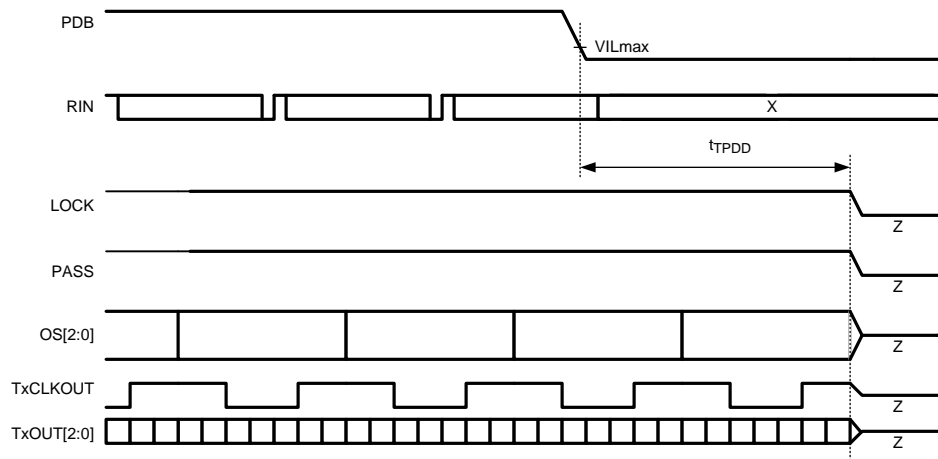 PDB
VILmax
RIN
X
tTPDD
LOCK
Z
PASS
Z
OS[2:0]
Z
TxCLKOUT
Z
TxOUT[2:0]
Z